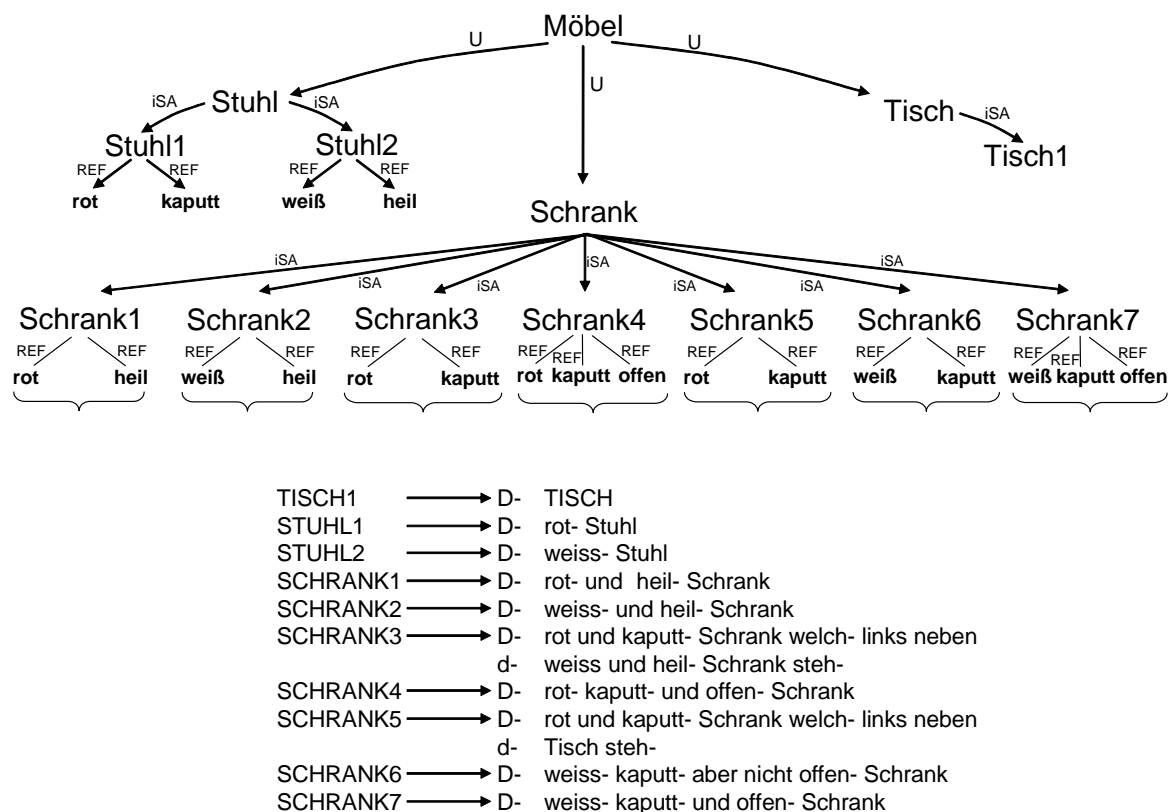 Möbel
U U
U
iSA Stuhl iSA
Tisch iSA
Stuhl1 Stuhl2
Tisch1
REF REF REF REF
rot kaputt weiß heil
Schrank
iSA iSA iSA iSA iSA iSA iSA
Schrank1 Schrank2 Schrank3 Schrank4 Schrank5 Schrank6 Schrank7
REF REF REF REF REF REF REF REF REF REF REF REF REF REF REF REF
rot heil weiß heil rot kaputt rot kaputt offen rot kaputt weiß kaputt weiß kaputt offen
TISCH1 D- TISCH
STUHL1 D- rot- Stuhl
STUHL2 D- weiss- Stuhl
SCHRANK1 D- rot- und heil- Schrank
SCHRANK2 D- weiss- und heil- Schrank
SCHRANK3 D- rot und kaputt- Schrank welch- links neben
d- weiss und heil- Schrank steh-
SCHRANK4 D- rot- kaputt- und offen- Schrank
SCHRANK5 D- rot und kaputt- Schrank welch- links neben
d- Tisch steh-
SCHRANK6 D- weiss- kaputt- aber nicht offen- Schrank
SCHRANK7 D- weiss- kaputt- und offen- Schrank